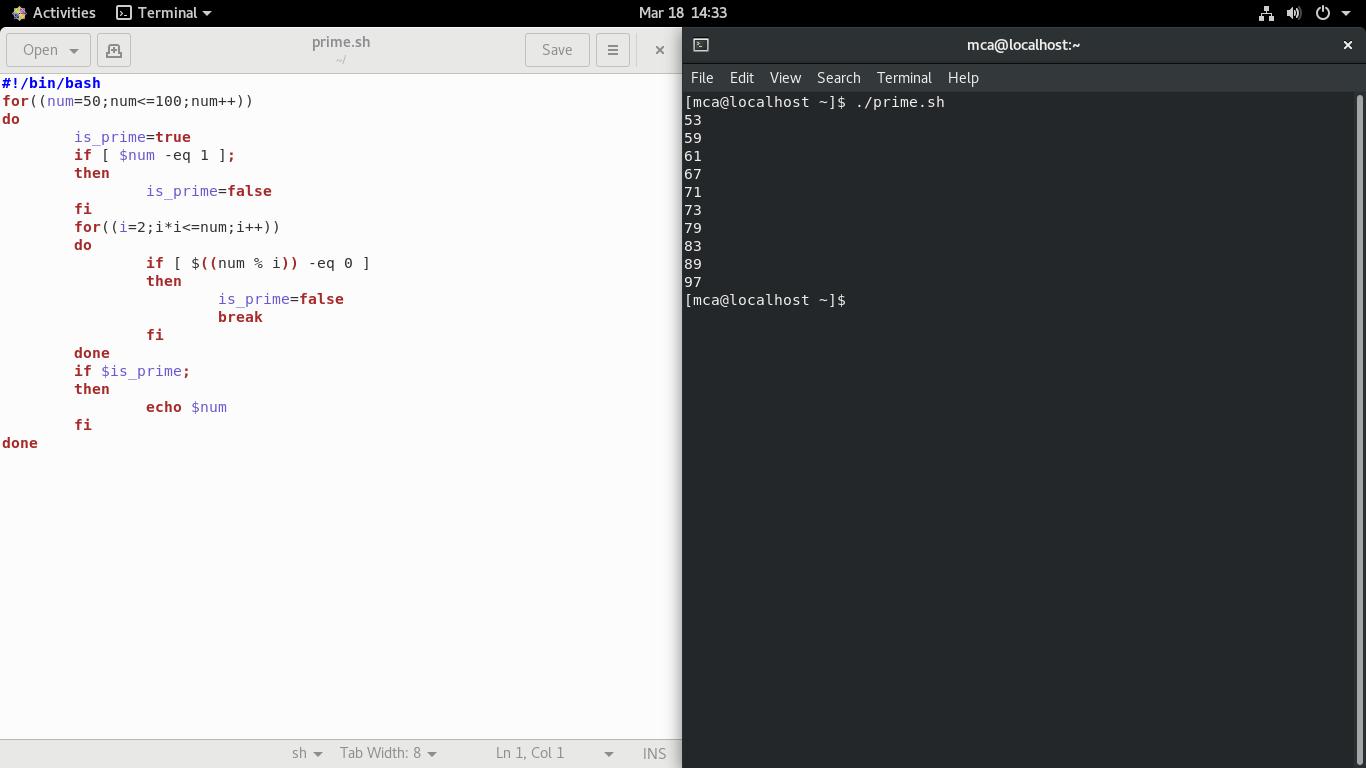 Activities Terminal Mar 18 14:33
Open prime.sh Save
~/
#!/bin/bash
for((num=50;num<=100;num++))
do
        is_prime=true
        if [ $num -eq 1 ];
        then
                is_prime=false
        fi
        for((i=2;i*i<=num;i++))
        do
                if [ $((num % i)) -eq 0 ]
                then
                        is_prime=false
                        break
                fi
        done
        if $is_prime;
        then
                echo $num
        fi
done
sh Tab Width: 8 Ln 1, Col 1 INS
mca@localhost:~
File Edit View Search Terminal Help
[mca@localhost ~]$ ./prime.sh
53
59
61
67
71
73
79
83
89
97
[mca@localhost ~]$